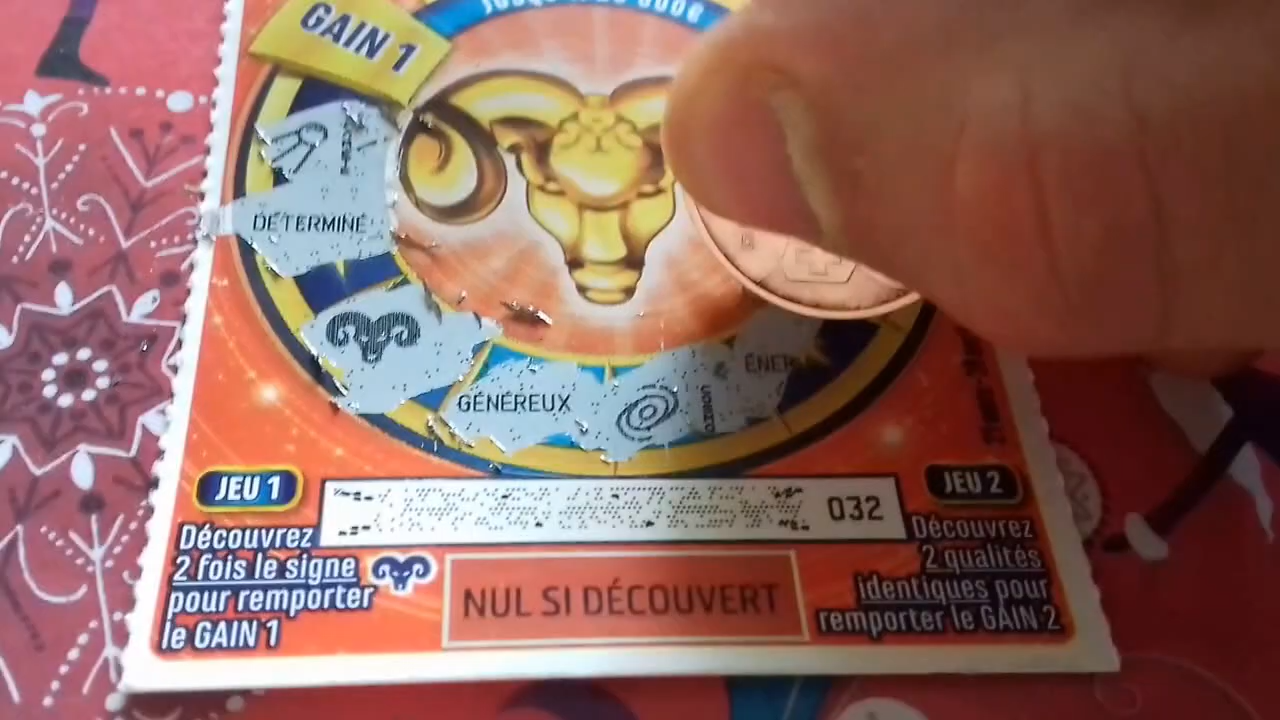 GAIN 1
DÉTERMINÉ
GÉNÉREUX
JEU 1
Découvrez
2 fois le signe
pour remporter
le GAIN 1
032
NUL SI DÉCOUVERT
JEU 2
Découvrez
2 qualités
identiques pour
remporter le GAIN 2